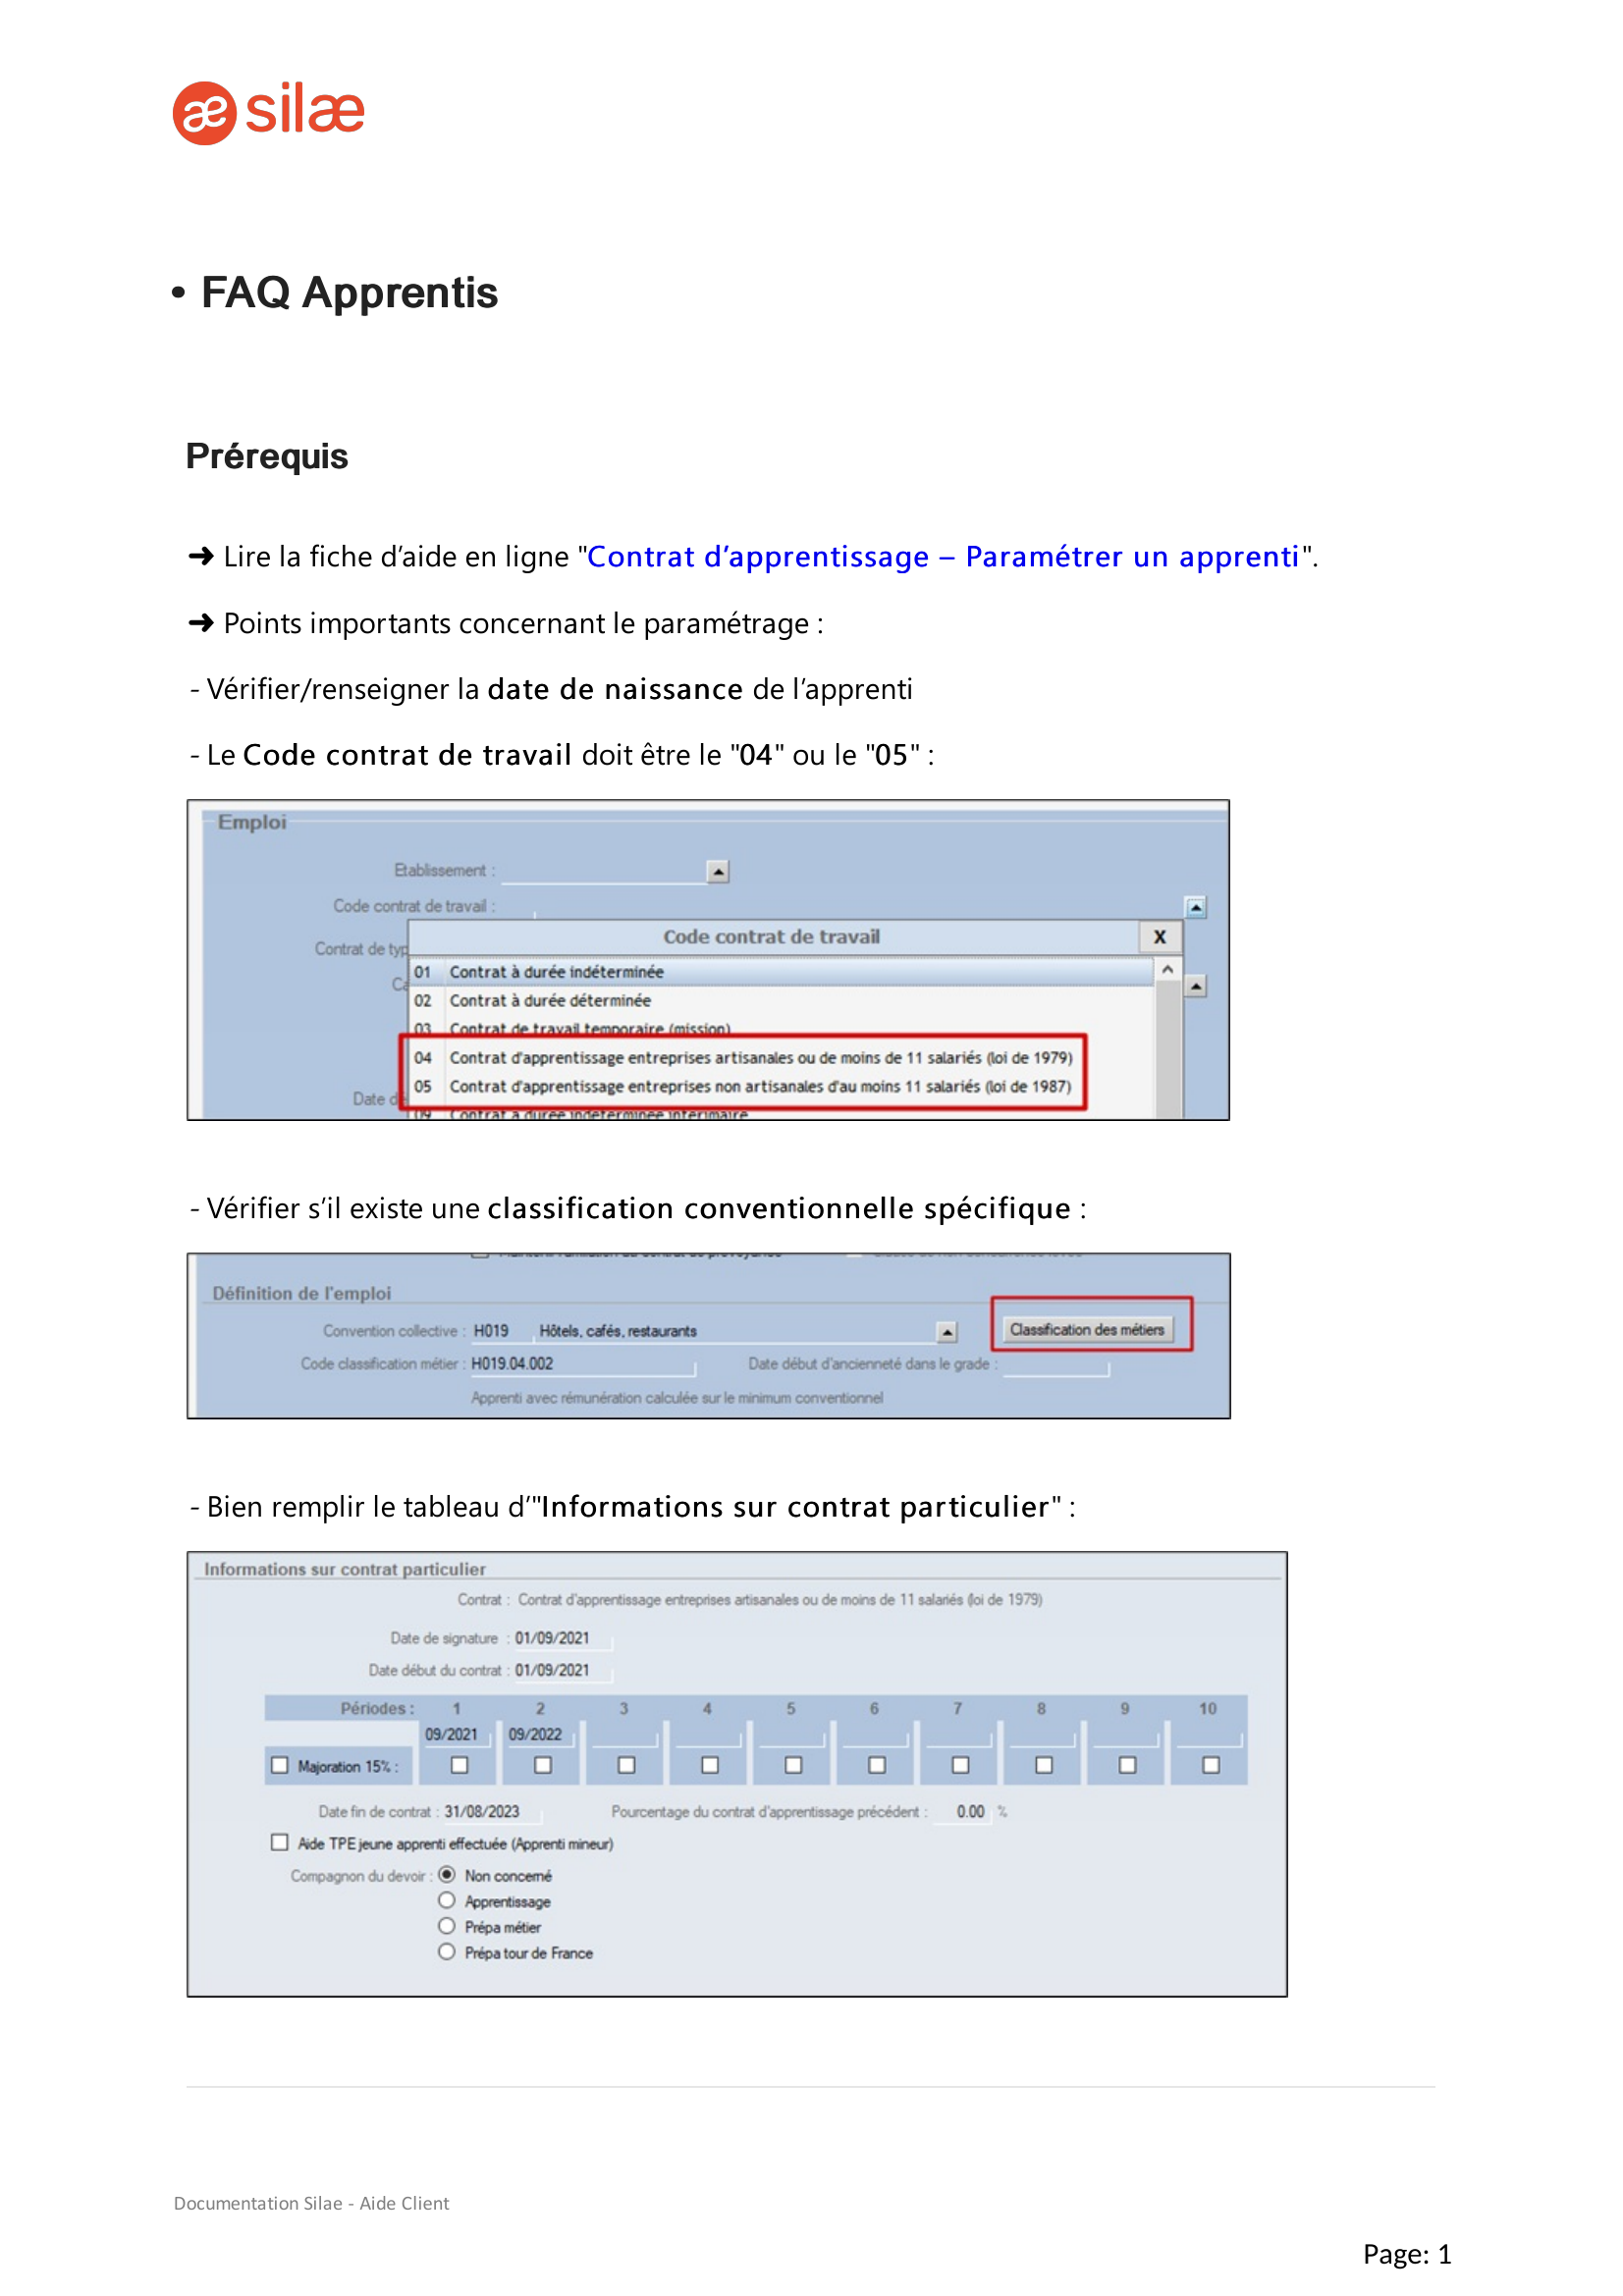 æ silæ
• FAQ Apprentis
Prérequis
➜ Lire la fiche d’aide en ligne "Contrat d’apprentissage – Paramétrer un apprenti".
➜ Points importants concernant le paramétrage :
- Vérifier/renseigner la date de naissance de l’apprenti
- Le Code contrat de travail doit être le "04" ou le "05" :
Emploi
Etablissement :
Code contrat de travail :
Code contrat de travail X
Contrat de typ
01 Contrat à durée indéterminée
Ca
02 Contrat à durée déterminée
03 Contrat de travail temporaire (mission)
04 Contrat d'apprentissage entreprises artisanales ou de moins de 11 salariés (loi de 1979)
05 Contrat d'apprentissage entreprises non artisanales d'au moins 11 salariés (loi de 1987)
Date de
09 Contrat à durée indéterminée intérimaire
- Vérifier s’il existe une classification conventionnelle spécifique :
Définition de l'emploi
Convention collective : H019 Hôtels, cafés, restaurants Classification des métiers
Code classification métier : H019.04.002 Date début d'ancienneté dans le grade :
Apprenti avec rémunération calculée sur le minimum conventionnel
- Bien remplir le tableau d’"Informations sur contrat particulier" :
Informations sur contrat particulier
Contrat : Contrat d'apprentissage entreprises artisanales ou de moins de 11 salariés (loi de 1979)
Date de signature : 01/09/2021
Date début du contrat : 01/09/2021
Périodes : 1 2 3 4 5 6 7 8 9 10
09/2021 09/2022
Majoration 15% :
Date fin de contrat : 31/08/2023 Pourcentage du contrat d'apprentissage précédent : 0.00 %
Aide TPE jeune apprenti effectuée (Apprenti mineur)
Compagnon du devoir : Non concerné
Apprentissage
Prépa métier
Prépa tour de France
Documentation Silae - Aide Client
Page: 1